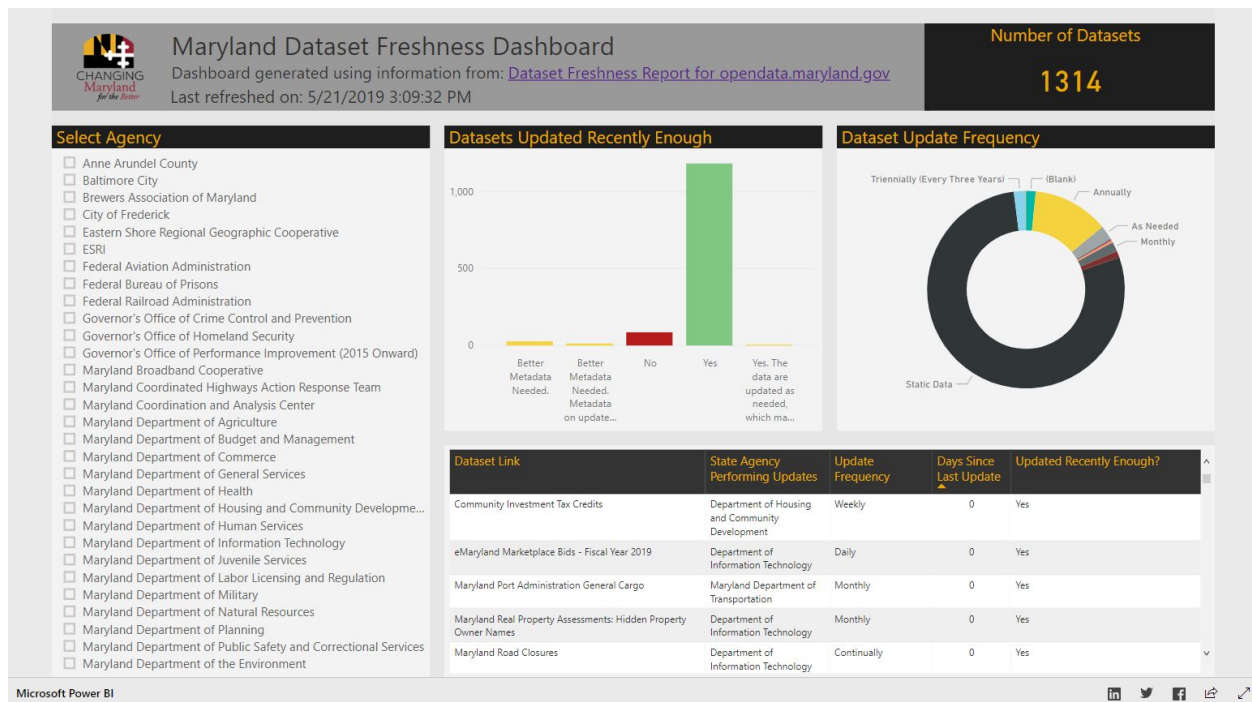 CHANGING
Maryland
for the Better
Maryland Dataset Freshness Dashboard
Dashboard generated using information from: Dataset Freshness Report for opendata.maryland.gov
Last refreshed on: 5/21/2019 3:09:32 PM
Number of Datasets
1314
Select Agency
Anne Arundel County
Baltimore City
Brewers Association of Maryland
City of Frederick
Eastern Shore Regional Geographic Cooperative
ESRI
Federal Aviation Administration
Federal Bureau of Prisons
Federal Railroad Administration
Governor's Office of Crime Control and Prevention
Governor's Office of Homeland Security
Governor's Office of Performance Improvement (2015 Onward)
Maryland Broadband Cooperative
Maryland Coordinated Highways Action Response Team
Maryland Coordination and Analysis Center
Maryland Department of Agriculture
Maryland Department of Budget and Management
Maryland Department of Commerce
Maryland Department of General Services
Maryland Department of Health
Maryland Department of Housing and Community Developme...
Maryland Department of Human Services
Maryland Department of Information Technology
Maryland Department of Juvenile Services
Maryland Department of Labor Licensing and Regulation
Maryland Department of Military
Maryland Department of Natural Resources
Maryland Department of Planning
Maryland Department of Public Safety and Correctional Services
Maryland Department of the Environment
Datasets Updated Recently Enough
1,000
500
0
Better
Metadata
Needed.
Better
Metadata
Needed.
Metadata
on update...
No
Yes
Yes. The
data are
updated as
needed,
which ma...
Dataset Update Frequency
Triennially (Every Three Years)
(Blank)
Annually
As Needed
Monthly
Static Data
Dataset Link
State Agency
Performing Updates
Update
Frequency
Days Since
Last Update
Updated Recently Enough?
Community Investment Tax Credits
Department of Housing
and Community
Development
Weekly
0
Yes
eMaryland Marketplace Bids - Fiscal Year 2019
Department of
Information Technology
Daily
0
Yes
Maryland Port Administration General Cargo
Maryland Department of
Transportation
Monthly
0
Yes
Maryland Real Property Assessments: Hidden Property
Owner Names
Department of
Information Technology
Monthly
0
Yes
Maryland Road Closures
Department of
Information Technology
Continually
0
Yes
Microsoft Power BI